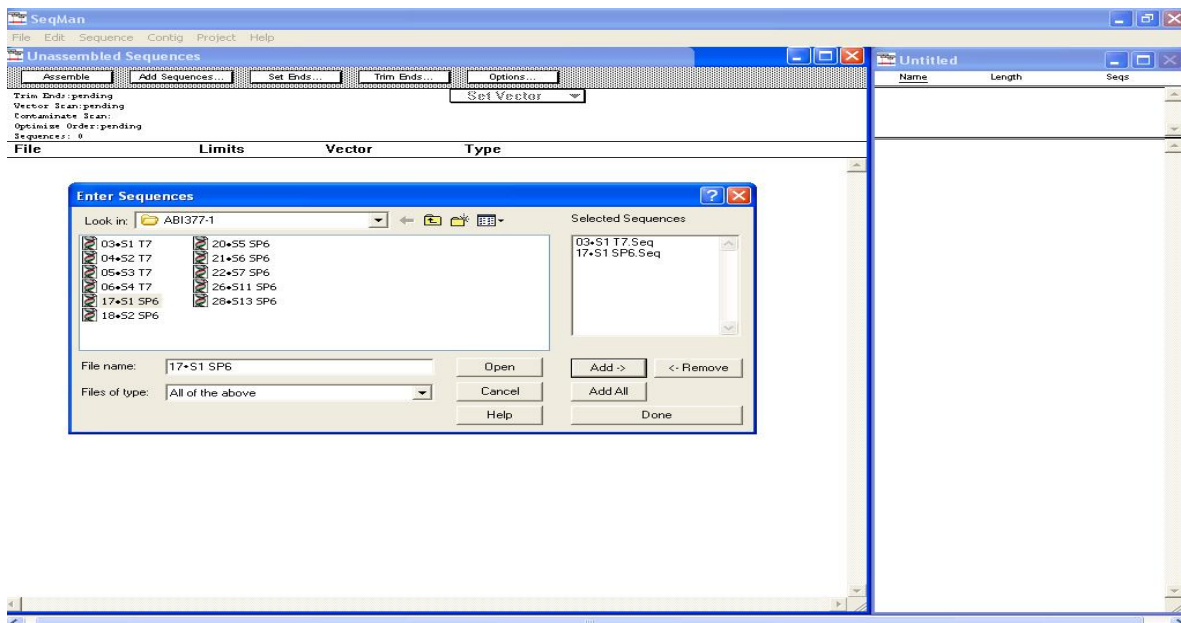 SeqMan
File Edit Sequence Contig Project Help
Unassembled Sequences
Assemble Add Sequences... Set Ends... Trim Ends... Options...
Trim Ends:pending
Set Vector
Vector Scan:pending
Contaminate Scan:
Optimize Order:pending
Sequences: 0
File Limits Vector Type
Enter Sequences
Look in: ABI377-1
03•S1 T7
04•S2 T7
05•S3 T7
06•S4 T7
17•S1 SP6
18•S2 SP6
20•S5 SP6
21•S6 SP6
22•S7 SP6
26•S11 SP6
28•S13 SP6
Selected Sequences
03•S1 T7.Seq
17•S1 SP6.Seq
File name: 17•S1 SP6
Open
Files of type: All of the above
Cancel
Help
Add -> <- Remove
Add All
Done
Untitled
Name Length Seqs